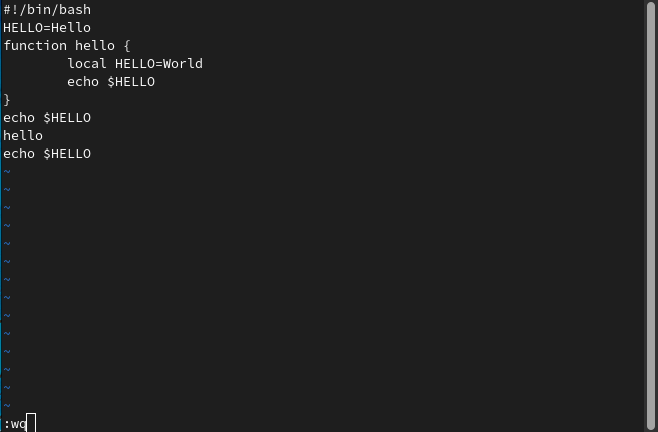 #!/bin/bash
HELLO=Hello
function hello {
        local HELLO=World
        echo $HELLO
}
echo $HELLO
hello
echo $HELLO
~
~
~
~
~
~
~
~
~
~
~
~
~
~
:wq